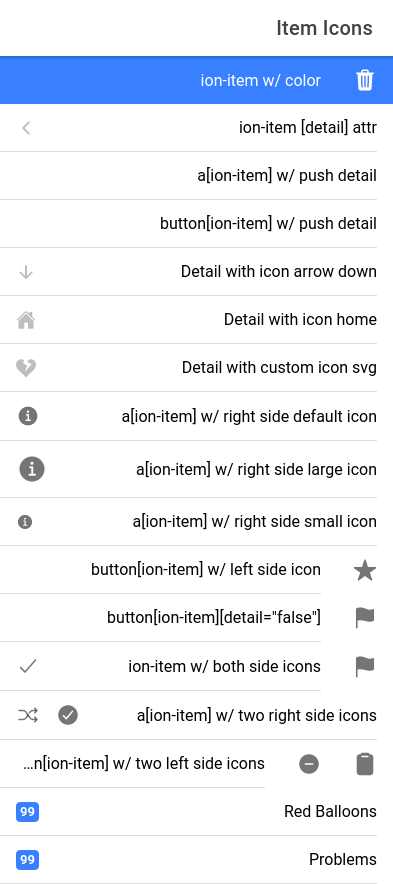 Item Icons
ion-item w/ color
ion-item [detail] attr
a[ion-item] w/ push detail
button[ion-item] w/ push detail
Detail with icon arrow down
Detail with icon home
Detail with custom icon svg
a[ion-item] w/ right side default icon
a[ion-item] w/ right side large icon
a[ion-item] w/ right side small icon
button[ion-item] w/ left side icon
button[ion-item][detail="false"]
ion-item w/ both side icons
a[ion-item] w/ two right side icons
...n[ion-item] w/ two left side icons
Red Balloons 99
Problems 99